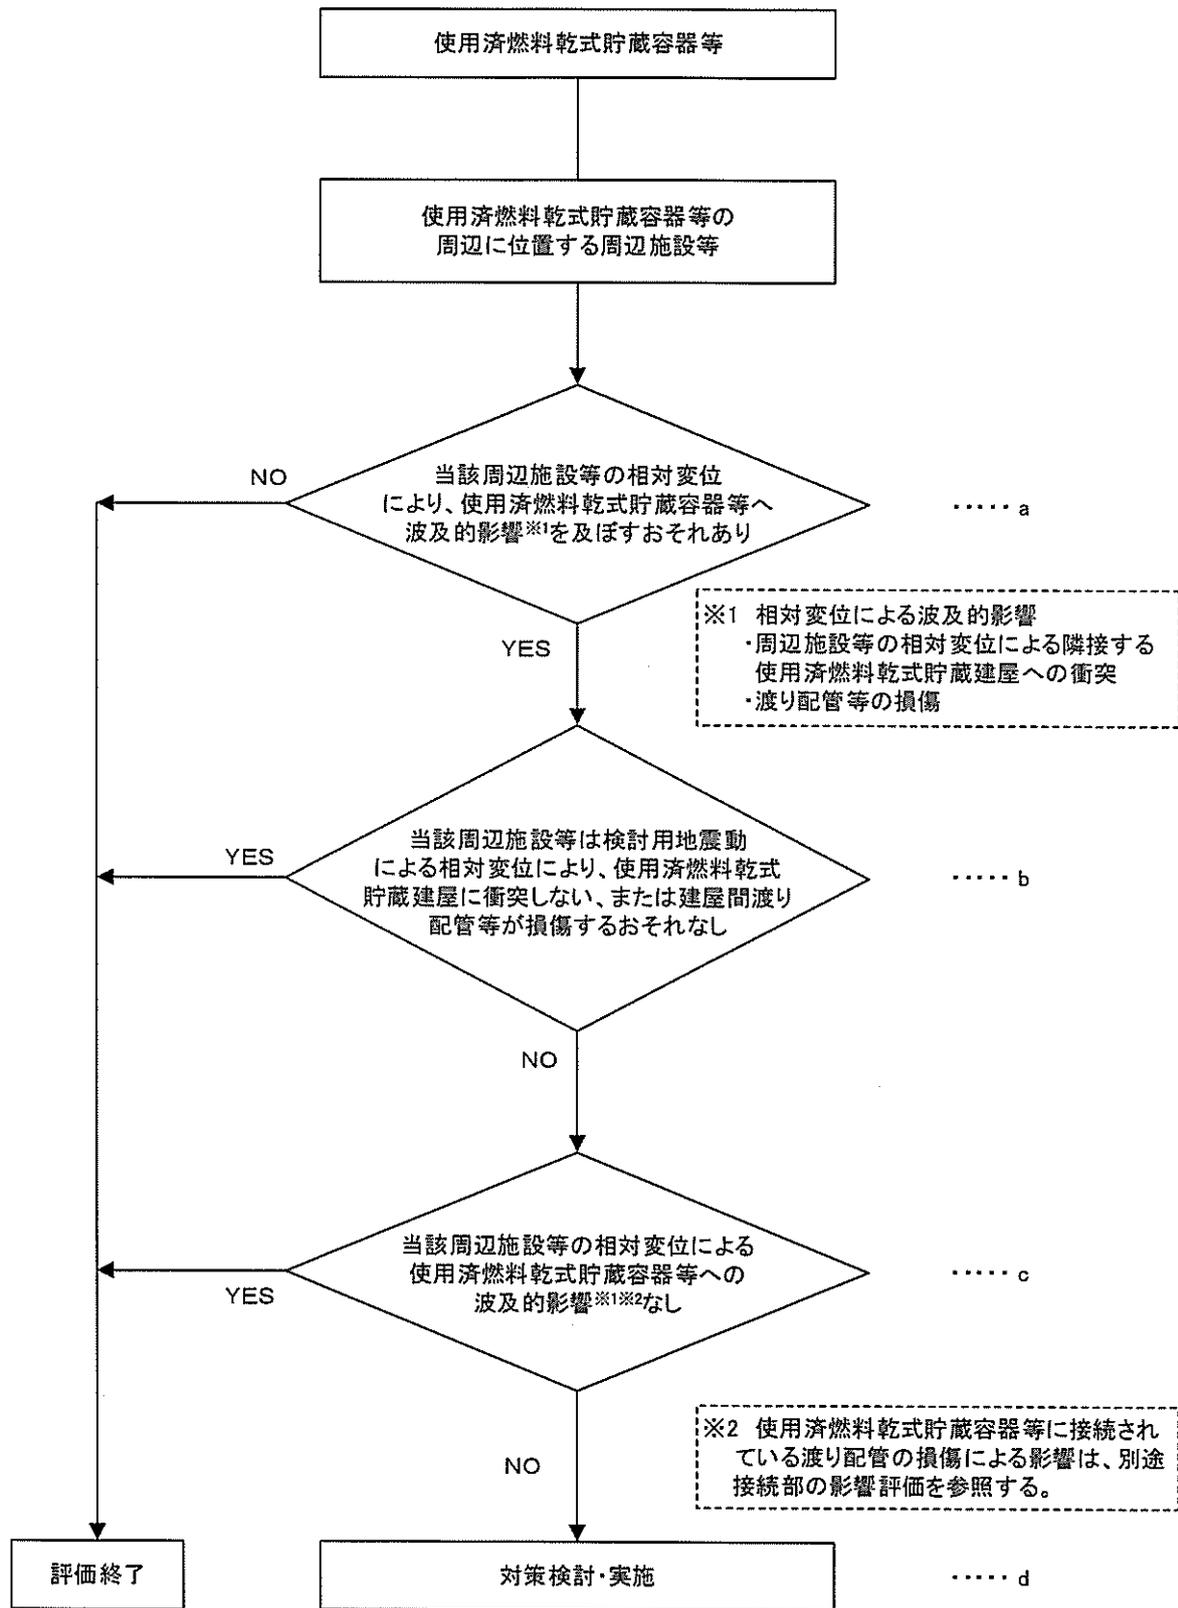 使用済燃料乾式貯蔵容器等
使用済燃料乾式貯蔵容器等の
周辺に位置する周辺施設等
当該周辺施設等の相対変位
により、使用済燃料乾式貯蔵容器等へ
波及的影響※1を及ぼすおそれあり
NO
‥‥‥a
YES
※1 相対変位による波及的影響
・周辺施設等の相対変位による隣接する
使用済燃料乾式貯蔵建屋への衝突
・渡り配管等の損傷
当該周辺施設等は検討用地震動
による相対変位により、使用済燃料乾式
貯蔵建屋に衝突しない、または建屋間渡り
配管等が損傷するおそれなし
YES
‥‥‥b
NO
当該周辺施設等の相対変位による
使用済燃料乾式貯蔵容器等への
波及的影響※1※2なし
YES
‥‥‥c
NO
※2 使用済燃料乾式貯蔵容器等に接続され
ている渡り配管の損傷による影響は、別途
接続部の影響評価を参照する。
評価終了
対策検討・実施
‥‥‥d